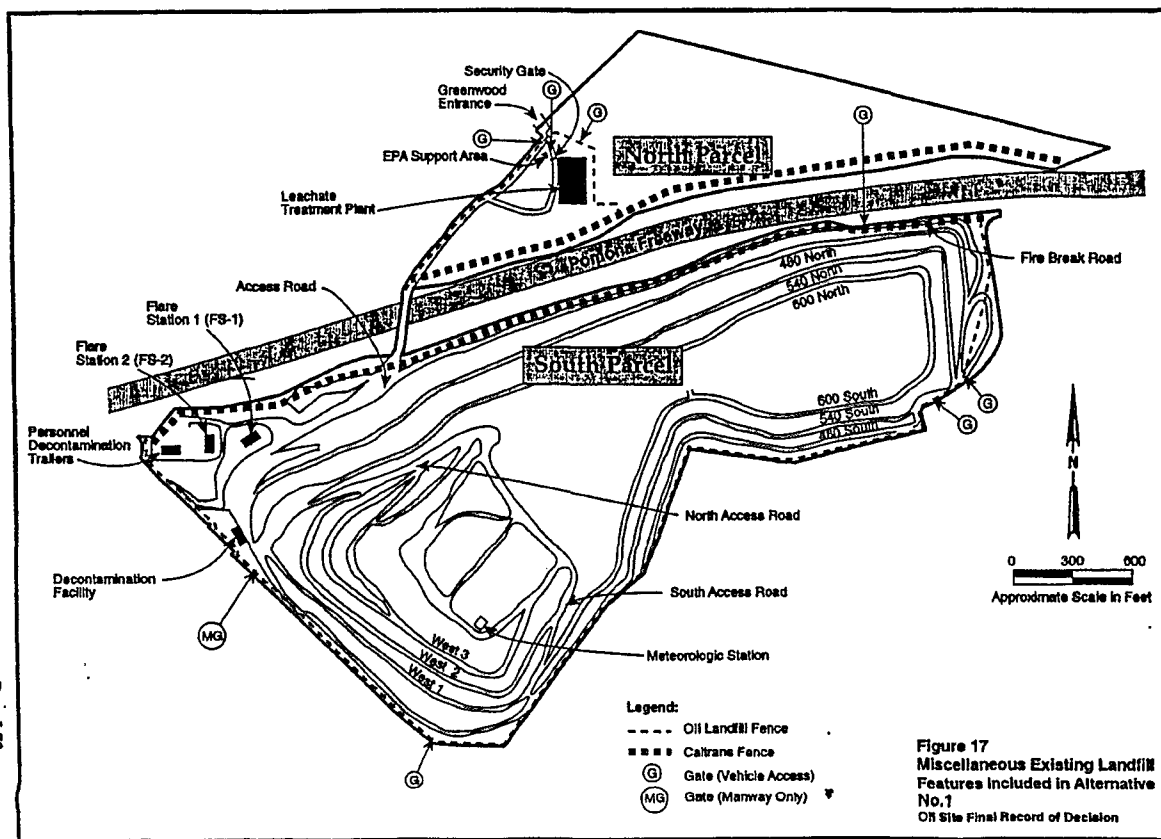 Security Gate
Greenwood
Entrance
G
G
G
G
EPA Support Area
North Parcel
Leachate
Treatment Plant
Pomona Freeway
Fire Break Road
480 North
540 North
600 North
Access Road
Flare
Station 1 (FS-1)
Flare
Station 2 (FS-2)
South Parcel
Personnel
Decontamination
Trailers
600 South
540 South
480 South
G
G
N
North Access Road
0 300 600
Approximate Scale in Feet
Decontamination
Facility
South Access Road
MG
West 3
West 2
West 1
Meteorologic Station
G
Legend:
OII Landfill Fence
Caltrans Fence
G Gate (Vehicle Access)
MG Gate (Manway Only)
Figure 17
Miscellaneous Existing Landfill
Features Included in Alternative
No.1
OII Site Final Record of Decision